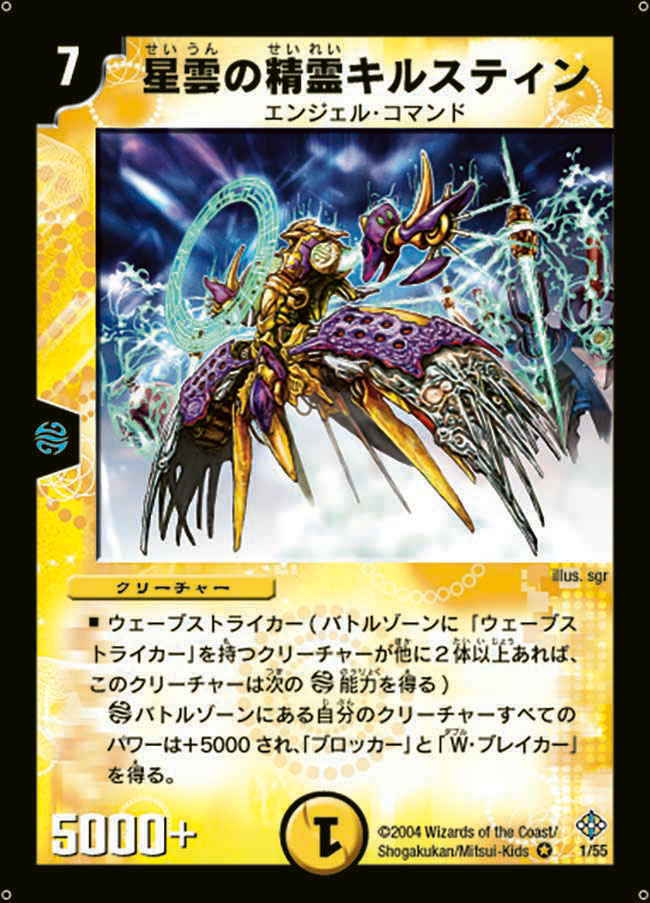 7
せいうん せいれい
星雲の精霊キルスティン
エンジェル・コマンド
illus. sgr
クリーチャー
■ ウェーブストライカー(バトルゾーンに「ウェーブス
トライカー」を持つクリーチャーが他に2体以上あれば、
このクリーチャーは次の 能力を得る)
バトルゾーンにある自分のクリーチャーすべての
パワーは+5000され、「ブロッカー」と「W・ブレイカー」
を得る。
5000+
1
©2004 Wizards of the Coast/
Shogakukan/Mitsui-Kids
1/55